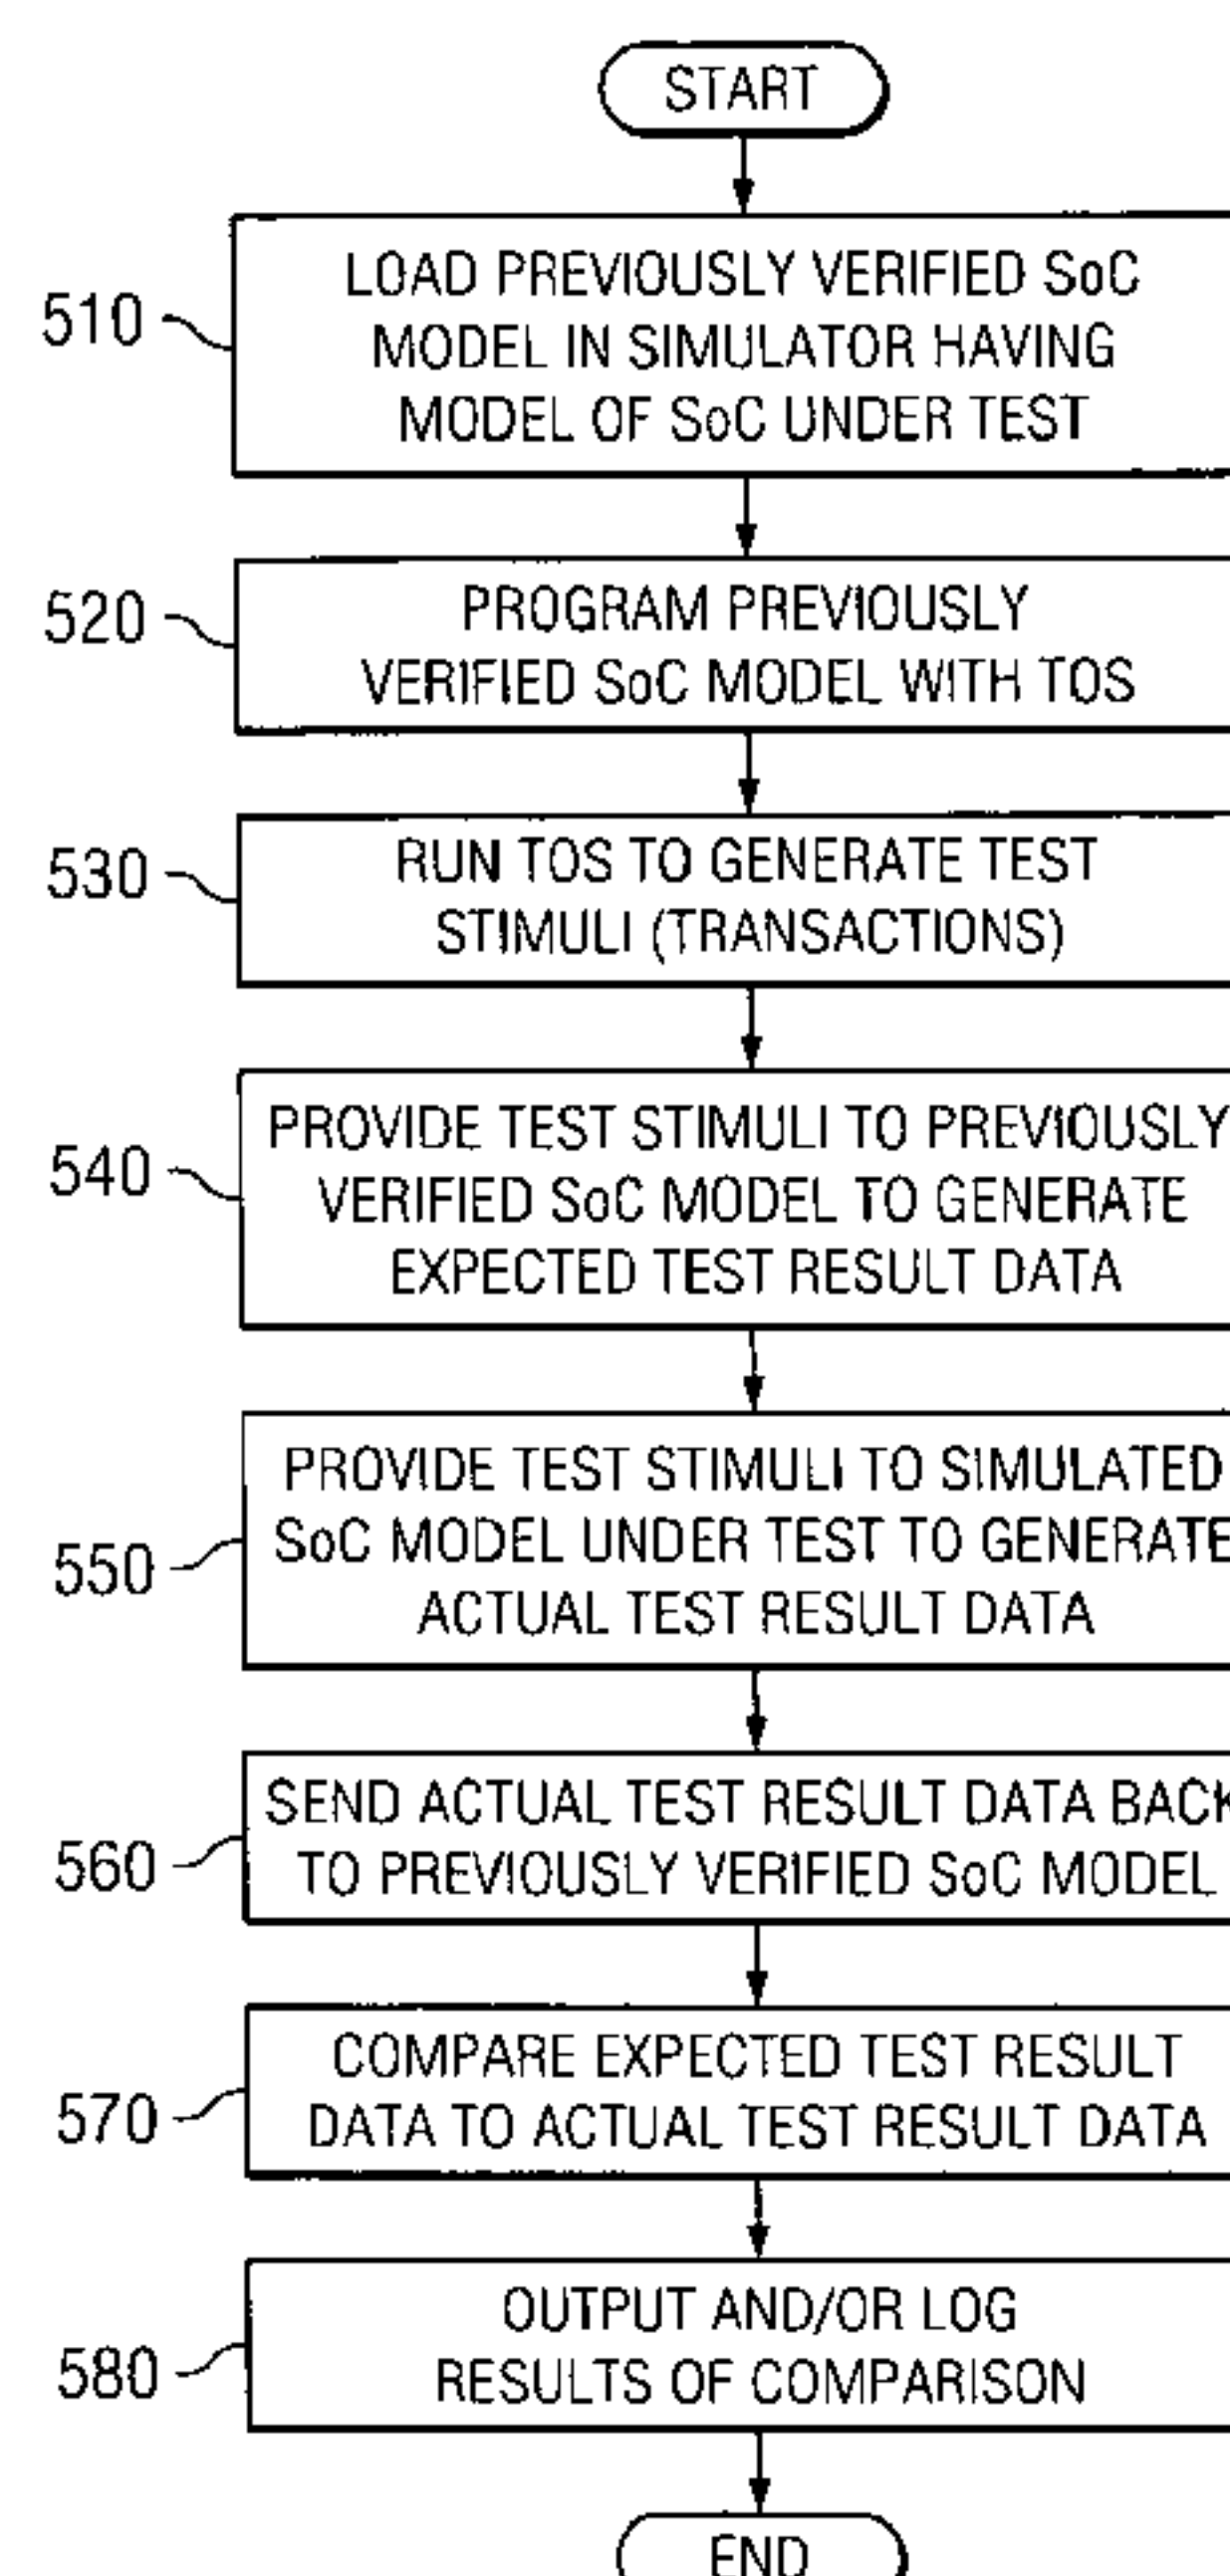 START
510
LOAD PREVIOUSLY VERIFIED SoC
MODEL IN SIMULATOR HAVING
MODEL OF SoC UNDER TEST
520
PROGRAM PREVIOUSLY
VERIFIED SoC MODEL WITH TOS
530
RUN TOS TO GENERATE TEST
STIMULI (TRANSACTIONS)
540
PROVIDE TEST STIMULI TO PREVIOUSLY
VERIFIED SoC MODEL TO GENERATE
EXPECTED TEST RESULT DATA
550
PROVIDE TEST STIMULI TO SIMULATED
SoC MODEL UNDER TEST TO GENERATE
ACTUAL TEST RESULT DATA
560
SEND ACTUAL TEST RESULT DATA BACK
TO PREVIOUSLY VERIFIED SoC MODEL
570
COMPARE EXPECTED TEST RESULT
DATA TO ACTUAL TEST RESULT DATA
580
OUTPUT AND/OR LOG
RESULTS OF COMPARISON
END